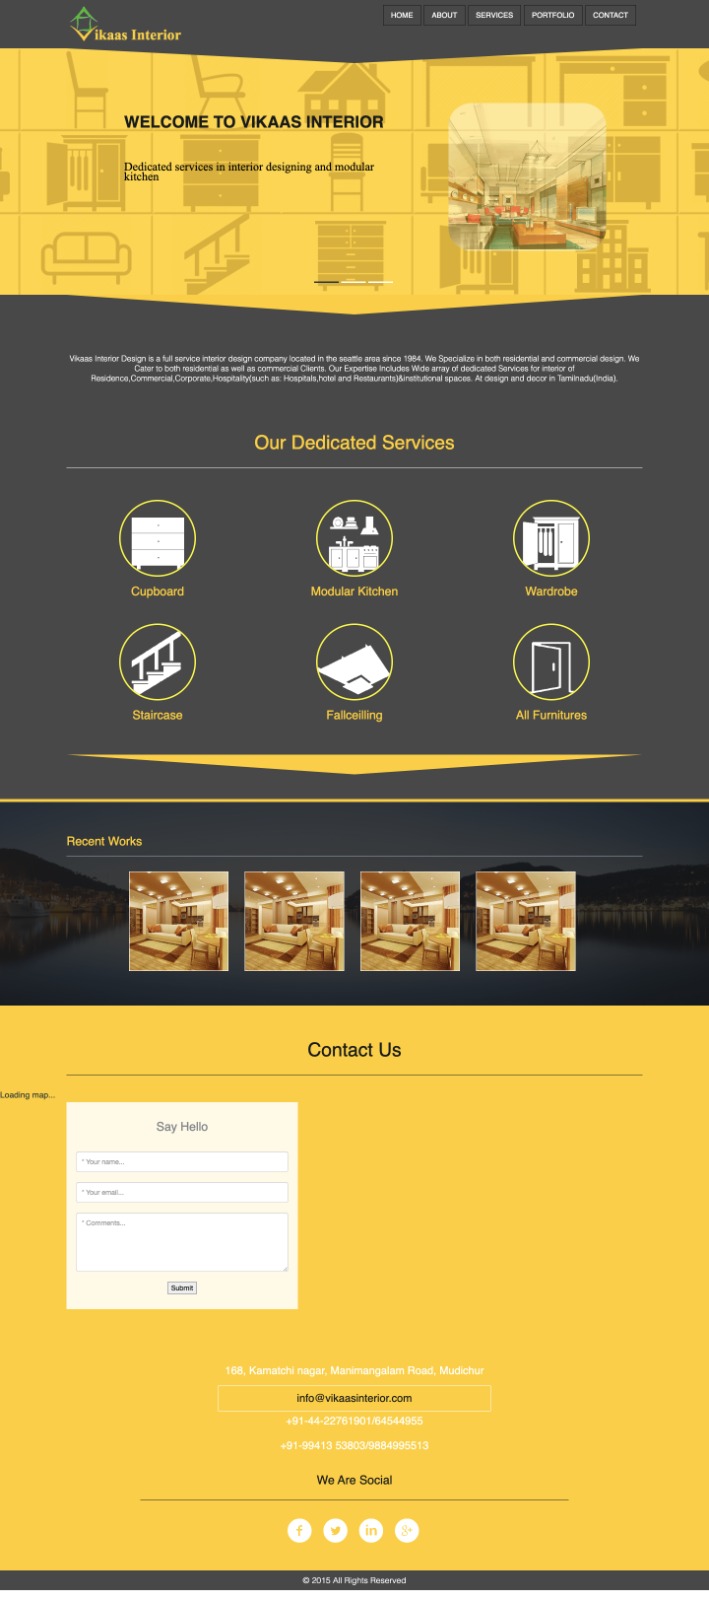 Vikaas Interior
HOME
ABOUT
SERVICES
PORTFOLIO
CONTACT
WELCOME TO VIKAAS INTERIOR
Dedicated services in interior designing and modular
kitchen
Vikaas Interior Design is a full service interior design company located in the seattle area since 1984. We Specialize in both residential and commercial design. We
Cater to both residential as well as commercial Clients. Our Expertise Includes Wide array of dedicated Services for interior of
Residence,Commercial,Corporate,Hospitality(such as: Hospitals,hotel and Restaurants)&institutional spaces. At design and decor in Tamilnadu(India).
Our Dedicated Services
Cupboard
Modular Kitchen
Wardrobe
Staircase
Fallceilling
All Furnitures
Recent Works
Contact Us
Loading map...
Say Hello
* Your name...
* Your email...
* Comments...
Submit
168, Kamatchi nagar, Manimangalam Road, Mudichur
info@vikaasinterior.com
+91-44-22761901/64544955
+91-99413 53803/9884995513
We Are Social
© 2015 All Rights Reserved